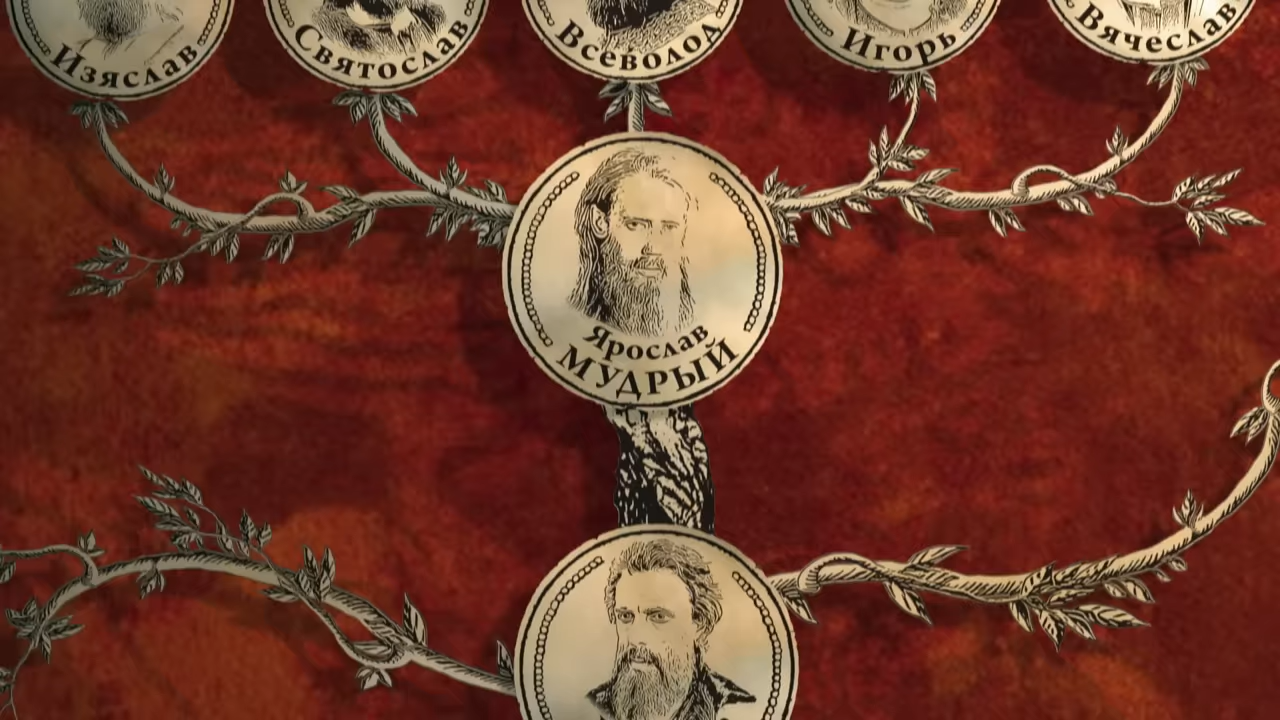 Изяслав
Святослав
Всеволод
Игорь
Вячеслав
Ярослав
МУДРЫЙ